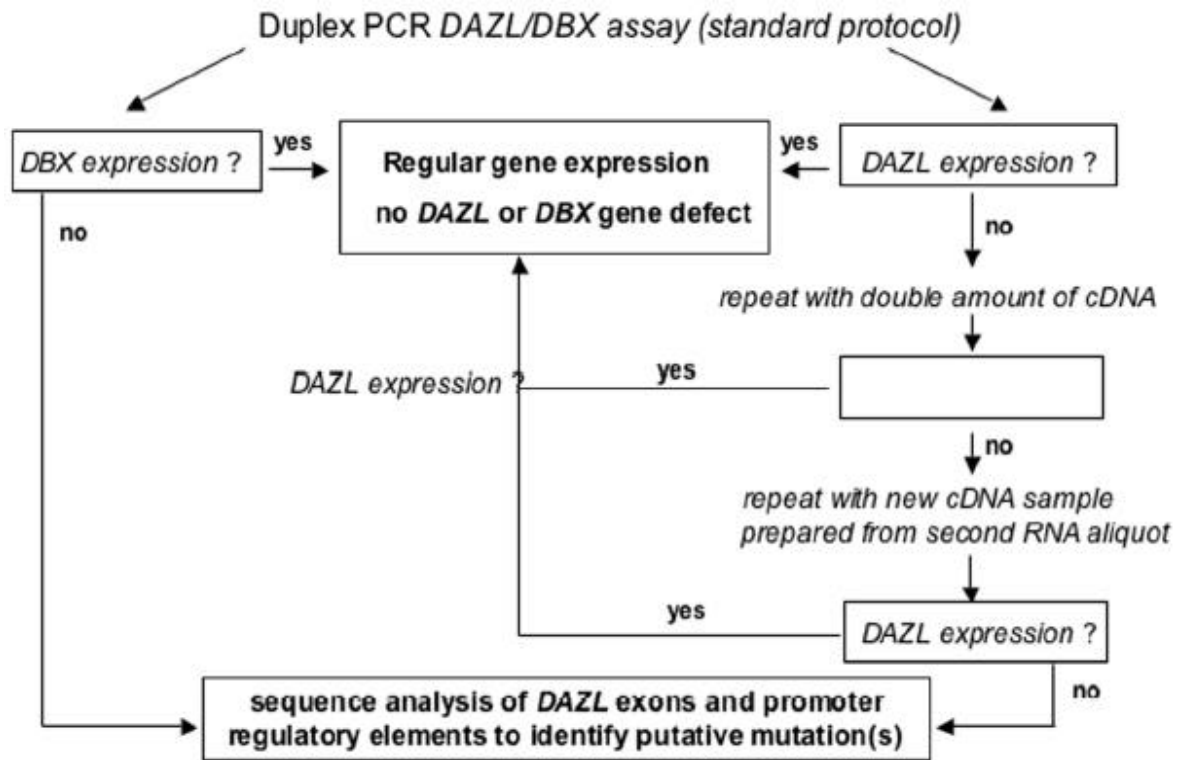 Duplex PCR DAZL/DBX assay (standard protocol)
DBX expression ?
yes
Regular gene expression
no DAZL or DBX gene defect
yes
DAZL expression ?
no
no
repeat with double amount of cDNA
DAZL expression ?
yes
no
repeat with new cDNA sample
prepared from second RNA aliquot
yes
DAZL expression ?
no
sequence analysis of DAZL exons and promoter
regulatory elements to identify putative mutation(s)